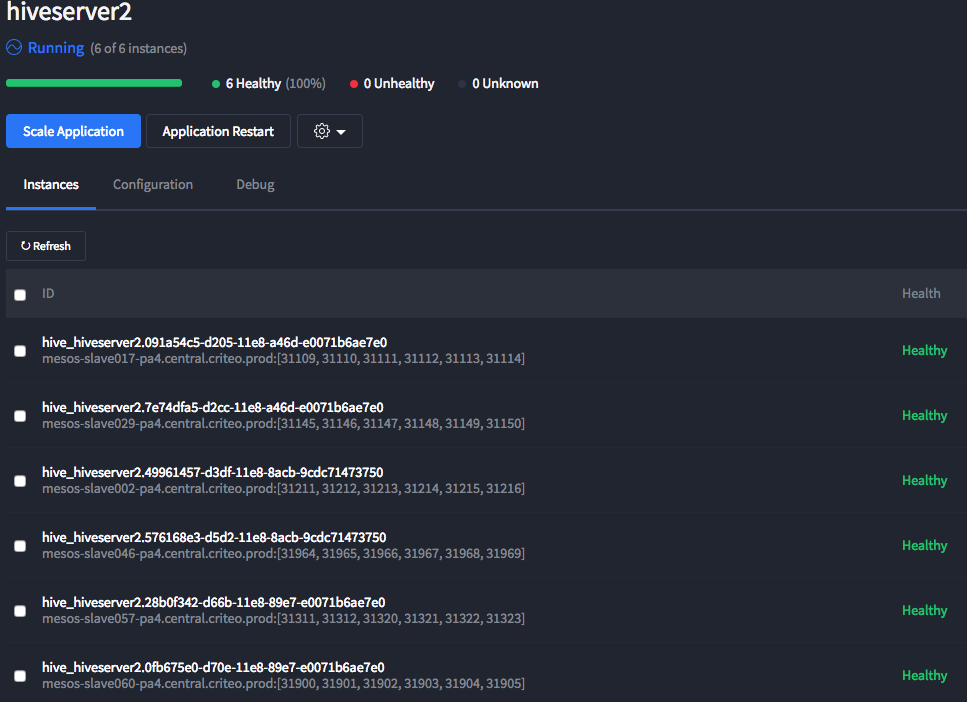 hiveserver2
Running (6 of 6 instances)
6 Healthy (100%) 0 Unhealthy 0 Unknown
Scale Application Application Restart
Instances Configuration Debug
Refresh
ID Health
hive_hiveserver2.091a54c5-d205-11e8-a46d-e0071b6ae7e0
mesos-slave017-pa4.central.criteo.prod:[31109, 31110, 31111, 31112, 31113, 31114]
Healthy
hive_hiveserver2.7e74dfa5-d2cc-11e8-a46d-e0071b6ae7e0
mesos-slave029-pa4.central.criteo.prod:[31145, 31146, 31147, 31148, 31149, 31150]
Healthy
hive_hiveserver2.49961457-d3df-11e8-8acb-9cdc71473750
mesos-slave002-pa4.central.criteo.prod:[31211, 31212, 31213, 31214, 31215, 31216]
Healthy
hive_hiveserver2.576168e3-d5d2-11e8-8acb-9cdc71473750
mesos-slave046-pa4.central.criteo.prod:[31964, 31965, 31966, 31967, 31968, 31969]
Healthy
hive_hiveserver2.28b0f342-d66b-11e8-89e7-e0071b6ae7e0
mesos-slave057-pa4.central.criteo.prod:[31311, 31312, 31320, 31321, 31322, 31323]
Healthy
hive_hiveserver2.0fb675e0-d70e-11e8-89e7-e0071b6ae7e0
mesos-slave060-pa4.central.criteo.prod:[31900, 31901, 31902, 31903, 31904, 31905]
Healthy